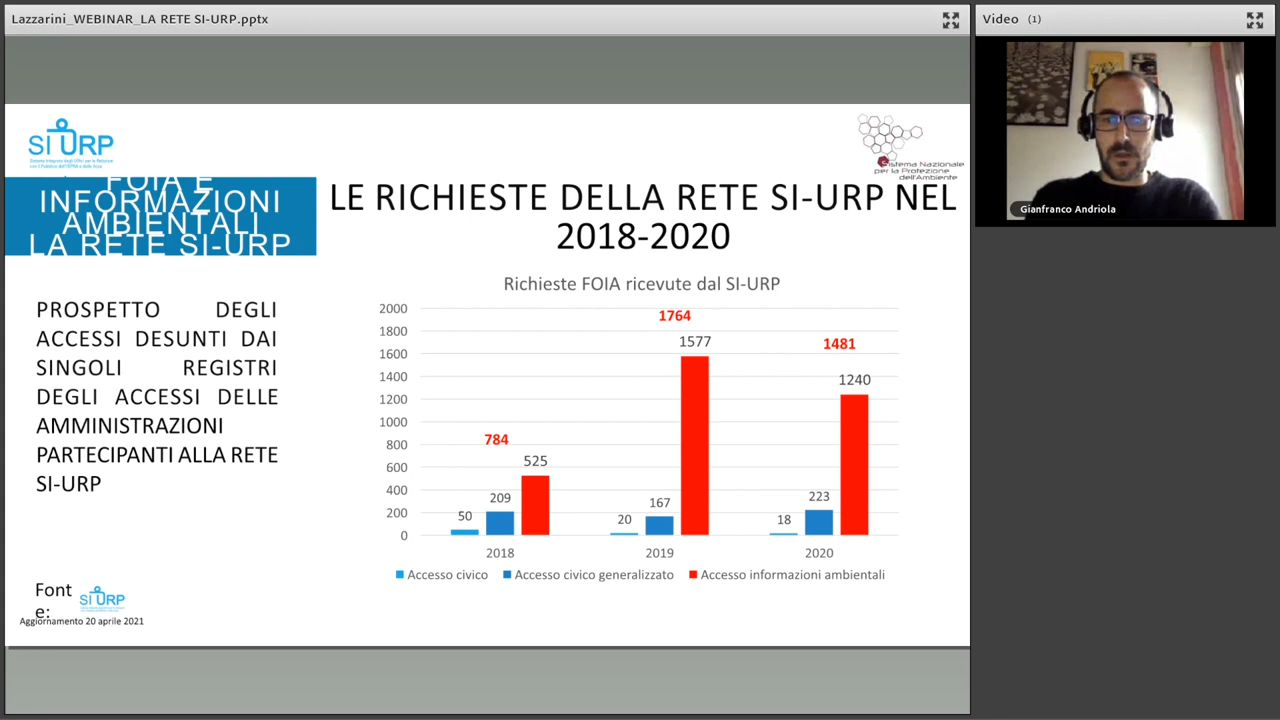 Lazzarini_WEBINAR_LA RETE SI-URP.pptx
Video (1)
Gianfranco Andriola
SI URP
Sistema Nazionale
per la Protezione
dell'Ambiente
FOIA E
INFORMAZIONI
AMBIENTALI
LA RETE SI-URP
LE RICHIESTE DELLA RETE SI-URP NEL
2018-2020
PROSPETTO DEGLI
ACCESSI DESUNTI DAI
SINGOLI REGISTRI
DEGLI ACCESSI DELLE
AMMINISTRAZIONI
PARTECIPANTI ALLA RETE
SI-URP
Richieste FOIA ricevute dal SI-URP
2000
1800
1600
1400
1200
1000
800
600
400
200
0
784
50
209
525
1764
20
167
1577
1481
18
223
1240
2018 2019 2020
Accesso civico Accesso civico generalizzato Accesso informazioni ambientali
Font
e:
SI URP
Aggiornamento 20 aprile 2021